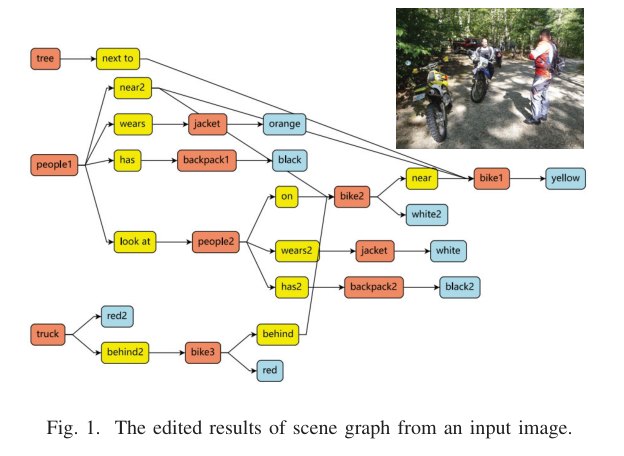 tree next to
near2
wears jacket orange
people1 has backpack1 black
near bike1 yellow
on bike2
white2
look at people2
wears2 jacket white
has2 backpack2 black2
red2
truck behind
behind2 bike3
red
Fig. 1. The edited results of scene graph from an input image.